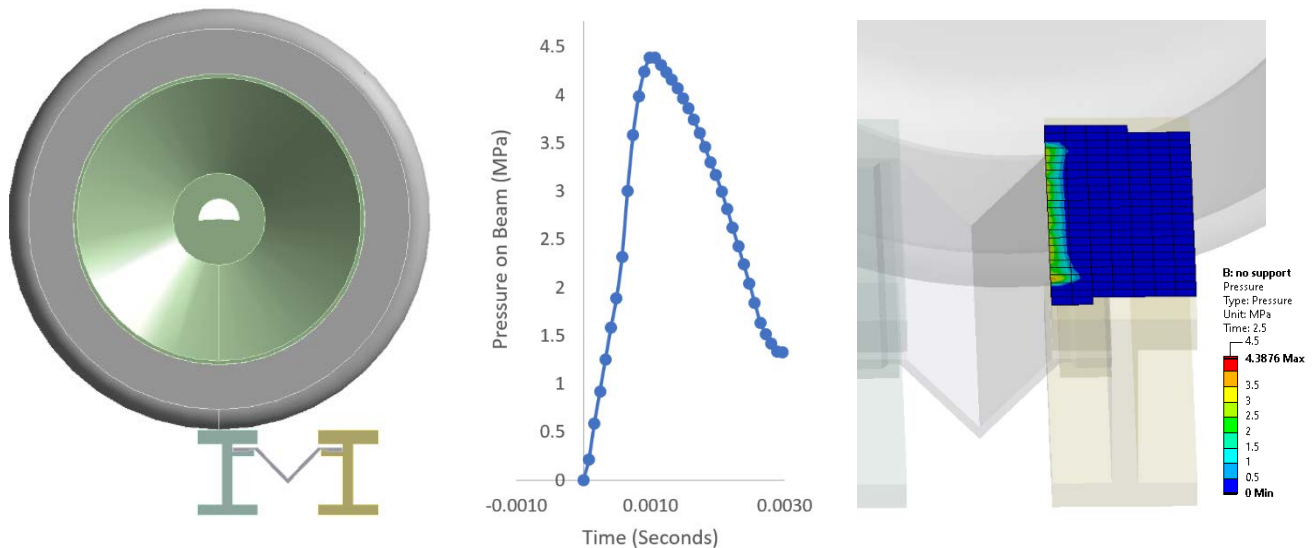 4.5
4
3.5
3
2.5
2
1.5
1
0.5
0
Pressure on Beam (MPa)
-0.0010
0.0010
0.0030
Time (Seconds)
B: no support
Pressure
Type: Pressure
Unit: MPa
Time: 2.5
4.5
4.3876 Max
3.5
3
2.5
2
1.5
1
0.5
0 Min